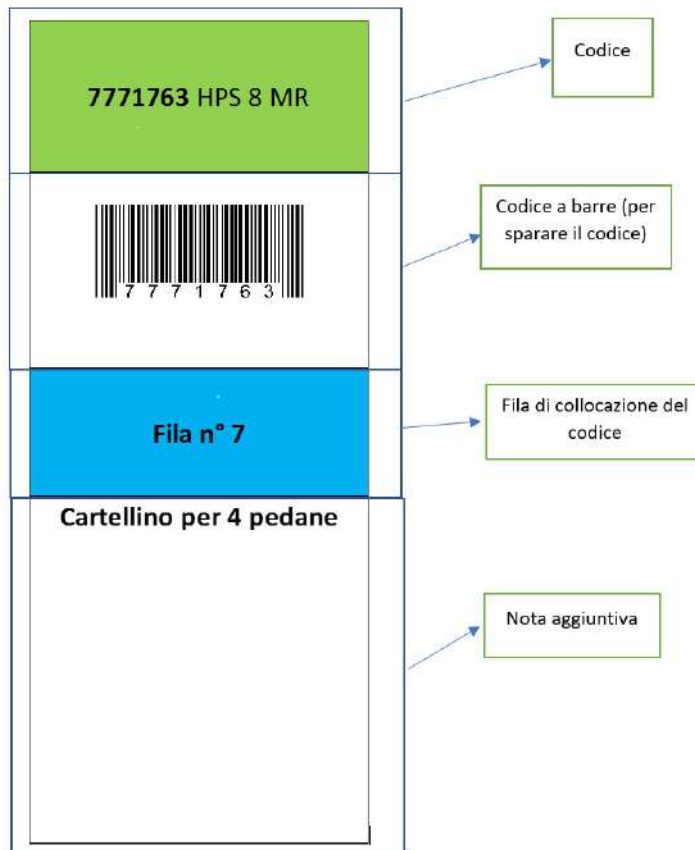 7771763 HPS 8 MR
Codice
7 7 7 1 7 6 3
Codice a barre (per
sparare il codice)
Fila n° 7
Fila di collocazione del
codice
Cartellino per 4 pedane
Nota aggiuntiva